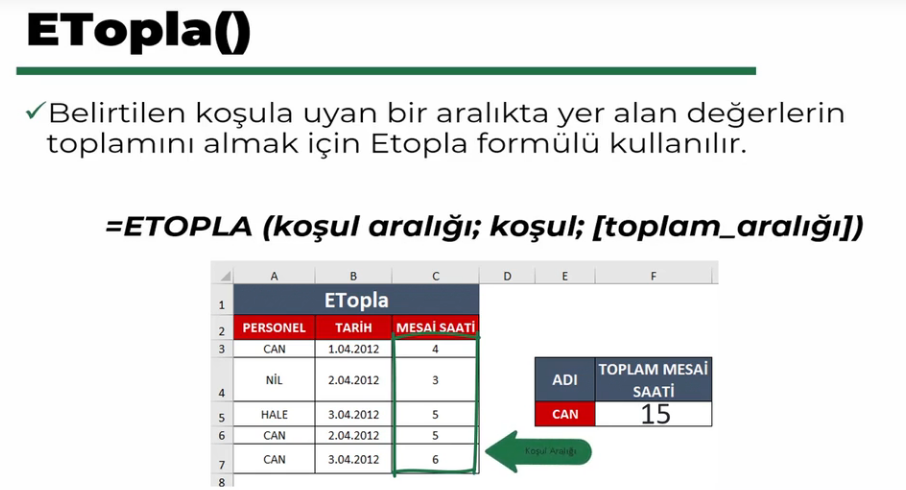 ETopla()
✓Belirtilen koşula uyan bir aralıkta yer alan değerlerin
toplamını almak için Etopla formülü kullanılır.
=ETOPLA (koşul aralığı; koşul; [toplam_aralığı])
A B C D E F
1 ETopla
2 PERSONEL TARİH MESAİ SAATİ
3 CAN 1.04.2012 4
4 NİL 2.04.2012 3
5 HALE 3.04.2012 5
6 CAN 2.04.2012 5
7 CAN 3.04.2012 6
8
ADI TOPLAM MESAİ
SAATİ
CAN 15
Koşul Aralığı